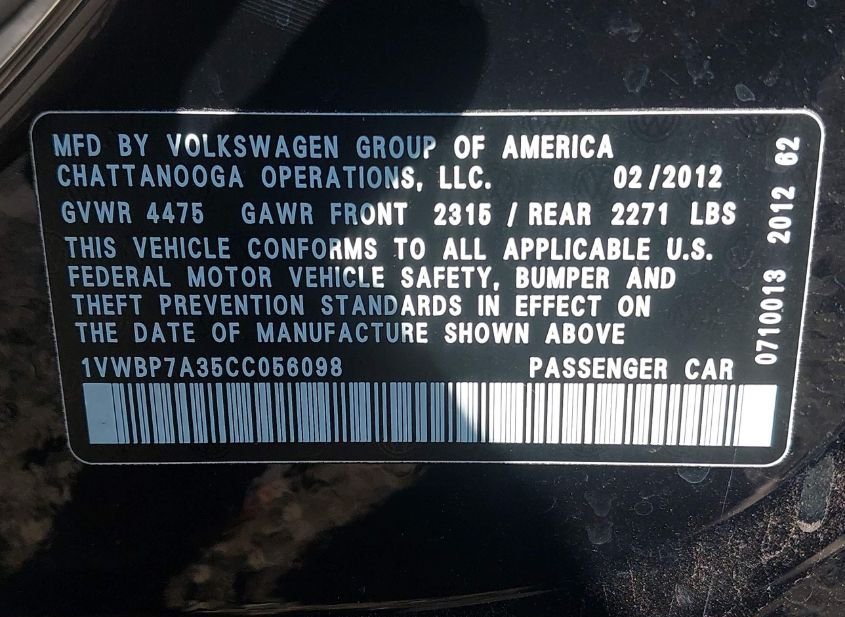 MFD BY VOLKSWAGEN GROUP OF AMERICA
CHATTANOOGA OPERATIONS, LLC. 02/2012
GVWR 4475 GAWR FRONT 2315 / REAR 2271 LBS
THIS VEHICLE CONFORMS TO ALL APPLICABLE U.S.
FEDERAL MOTOR VEHICLE SAFETY, BUMPER AND
THEFT PREVENTION STANDARDS IN EFFECT ON
THE DATE OF MANUFACTURE SHOWN ABOVE
1VWBP7A35CC056098 PASSENGER CAR
0710013 2012 62